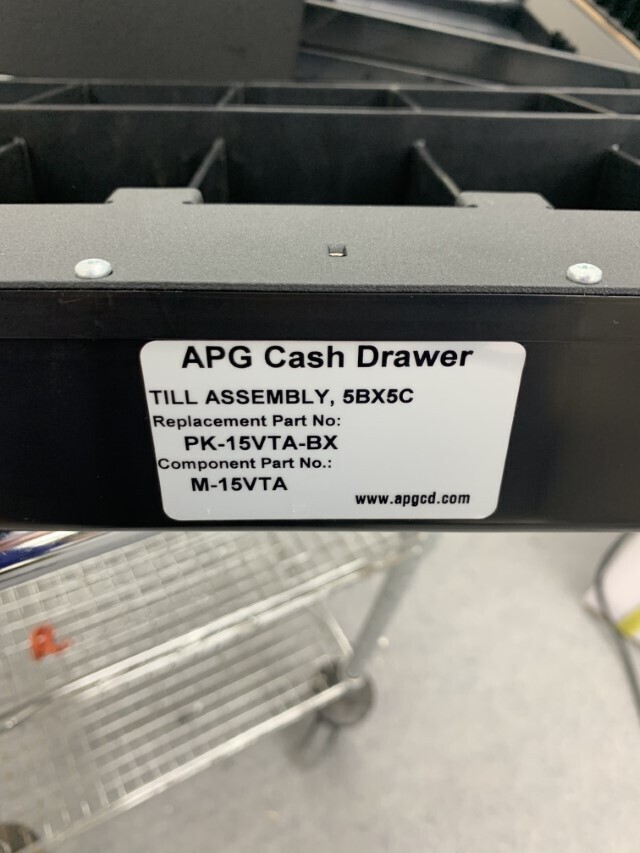 APG Cash Drawer
TILL ASSEMBLY, 5BX5C
Replacement Part No:
PK-15VTA-BX
Component Part No.:
M-15VTA
www.apgcd.com